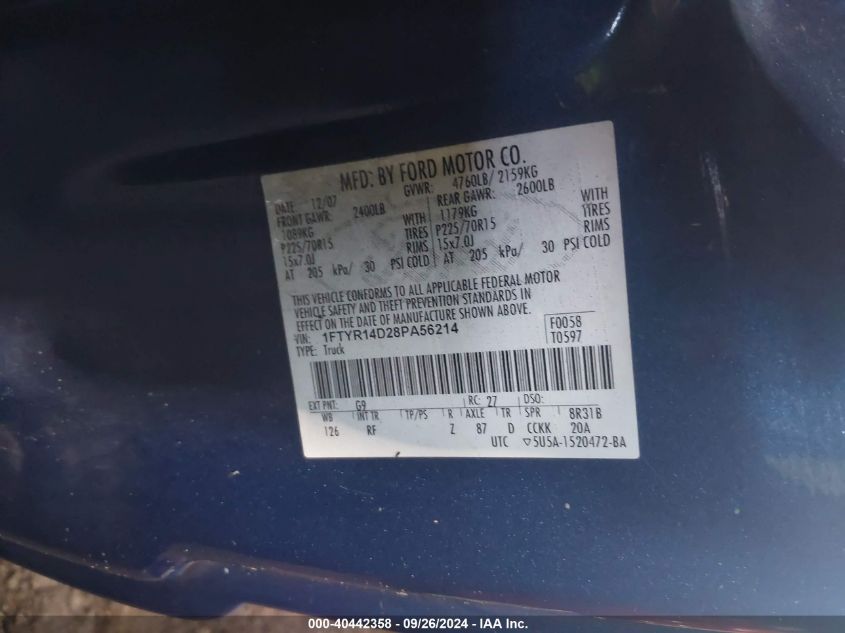 MFD. BY FORD MOTOR CO.
DATE 12/07 GVWR: 4760LB/ 2159KG
FRONT GAWR: 2400LB REAR GAWR: 2600LB
1089KG WITH 1179KG WITH
P225/70R15 TIRES P225/70R15 TIRES
15x7.0J RIMS 15x7.0J RIMS
AT 205 kPa/ 30 PSI COLD AT 205 kPa/ 30 PSI COLD
THIS VEHICLE CONFORMS TO ALL APPLICABLE FEDERAL MOTOR
VEHICLE SAFETY AND THEFT PREVENTION STANDARDS IN
EFFECT ON THE DATE OF MANUFACTURE SHOWN ABOVE.
VIN: 1FTYR14D28PA56214 F0058
TYPE: Truck T0597
EXT PNT: G9 RC: 27 DSO:
WB INT TR TP/PS R AXLE TR SPR 8R31B
126 RF Z 87 D CCKK 20A
UTC ▽5U5A-1520472-BA
000-40442358 - 09/26/2024 - IAAI.COM